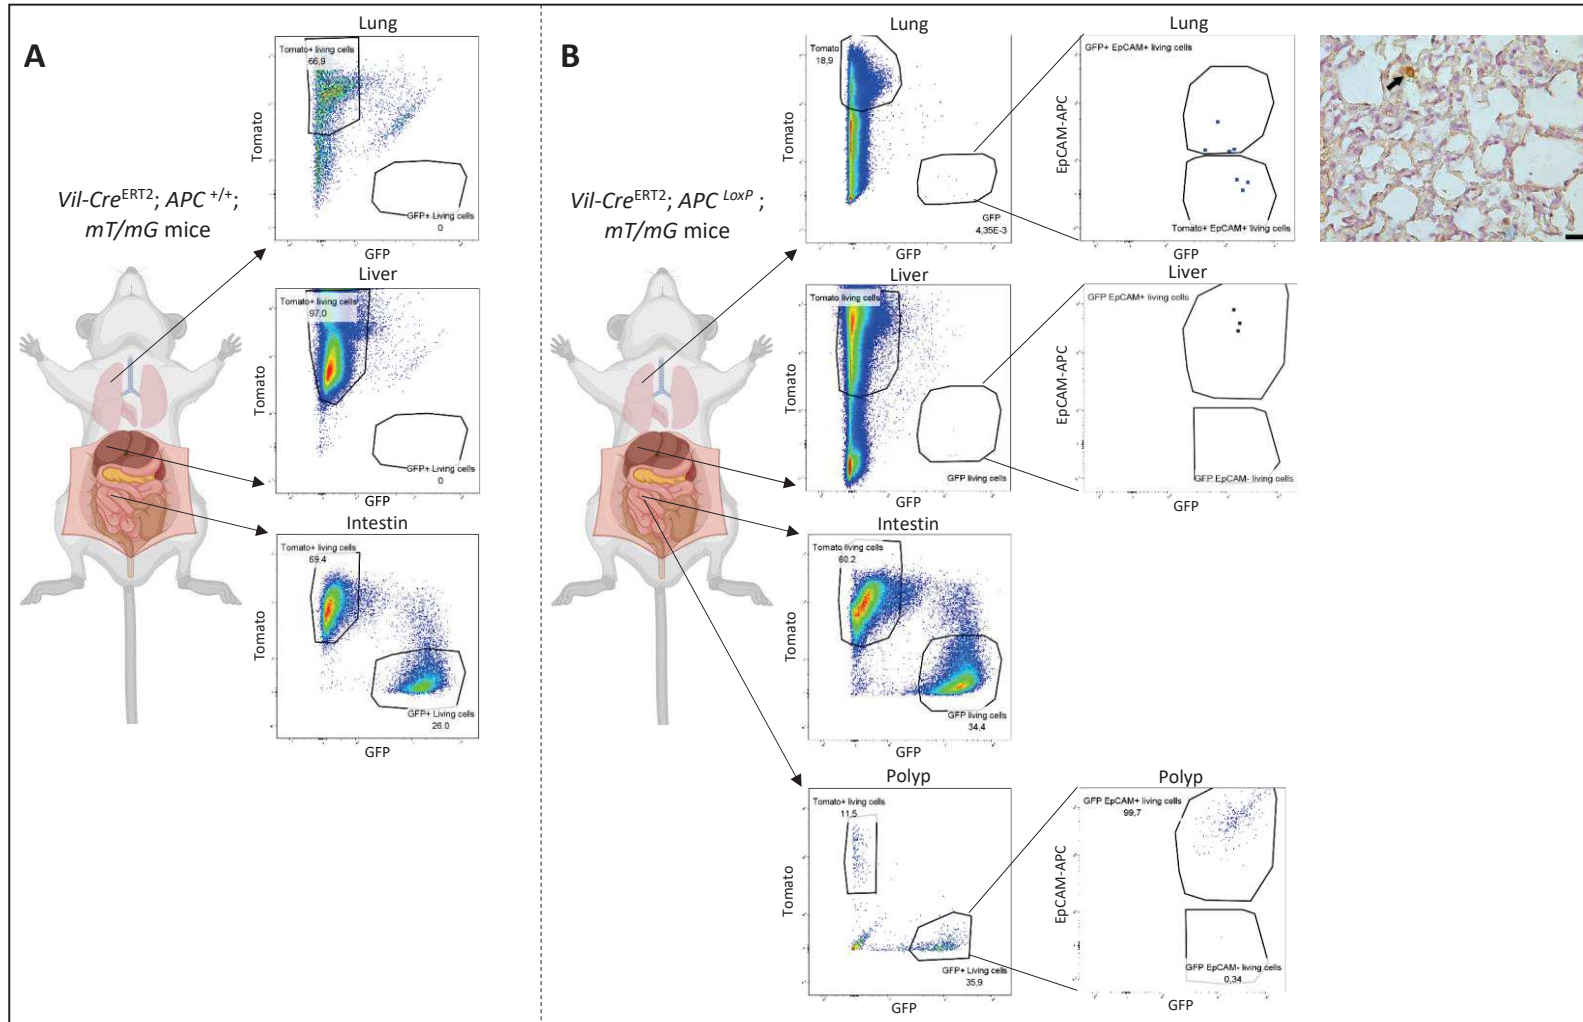 A
Vil-Cre^ERT2; APC ^+/+;
mT/mG mice
Lung
Tomato+ living cells
66,9
Tomato
GFP+ Living cells
0
GFP
Liver
Tomato+ living cells
97,0
Tomato
GFP+ Living cells
0
GFP
Intestin
Tomato+ living cells
69,4
Tomato
GFP+ Living cells
26,0
GFP
B
Vil-Cre^ERT2; APC ^LoxP ;
mT/mG mice
Lung
Tomato
18,9
Tomato
GFP
4,35E-3
GFP
Lung
GFP+ EpCAM+ living cells
EpCAM-APC
Tomato+ EpCAM+ living cells
GFP
Liver
Tomato living cells
Tomato
GFP living cells
GFP
Liver
GFP EpCAM+ living cells
EpCAM-APC
GFP EpCAM- living cells
GFP
Intestin
Tomato living cells
60,2
Tomato
GFP living cells
34,4
GFP
Polyp
Tomato+ living cells
11,5
Tomato
GFP+ Living cells
35,9
GFP
Polyp
GFP EpCAM+ living cells
99,7
EpCAM-APC
GFP EpCAM- living cells
0,34
GFP